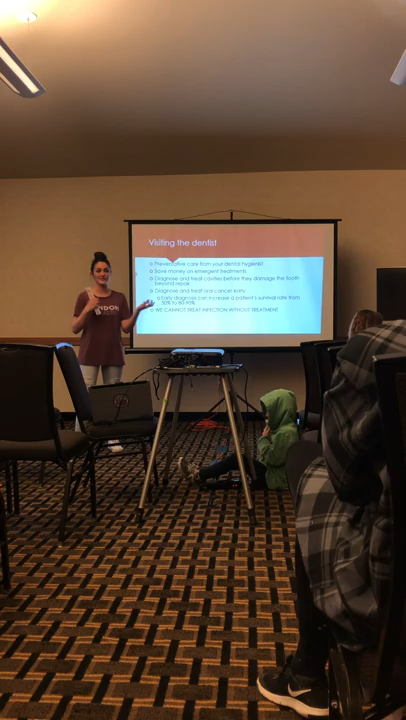 Visiting the dentist
Preventative care from your dental hygienist
Save money on emergent treatments
Diagnose and treat cavities before they damage the tooth
beyond repair
Diagnose and treat oral cancer early
Early diagnosis can increase a patient's survival rate from
50% to 80-90%
WE CANNOT TREAT INFECTION WITHOUT TREATMENT
LONDON